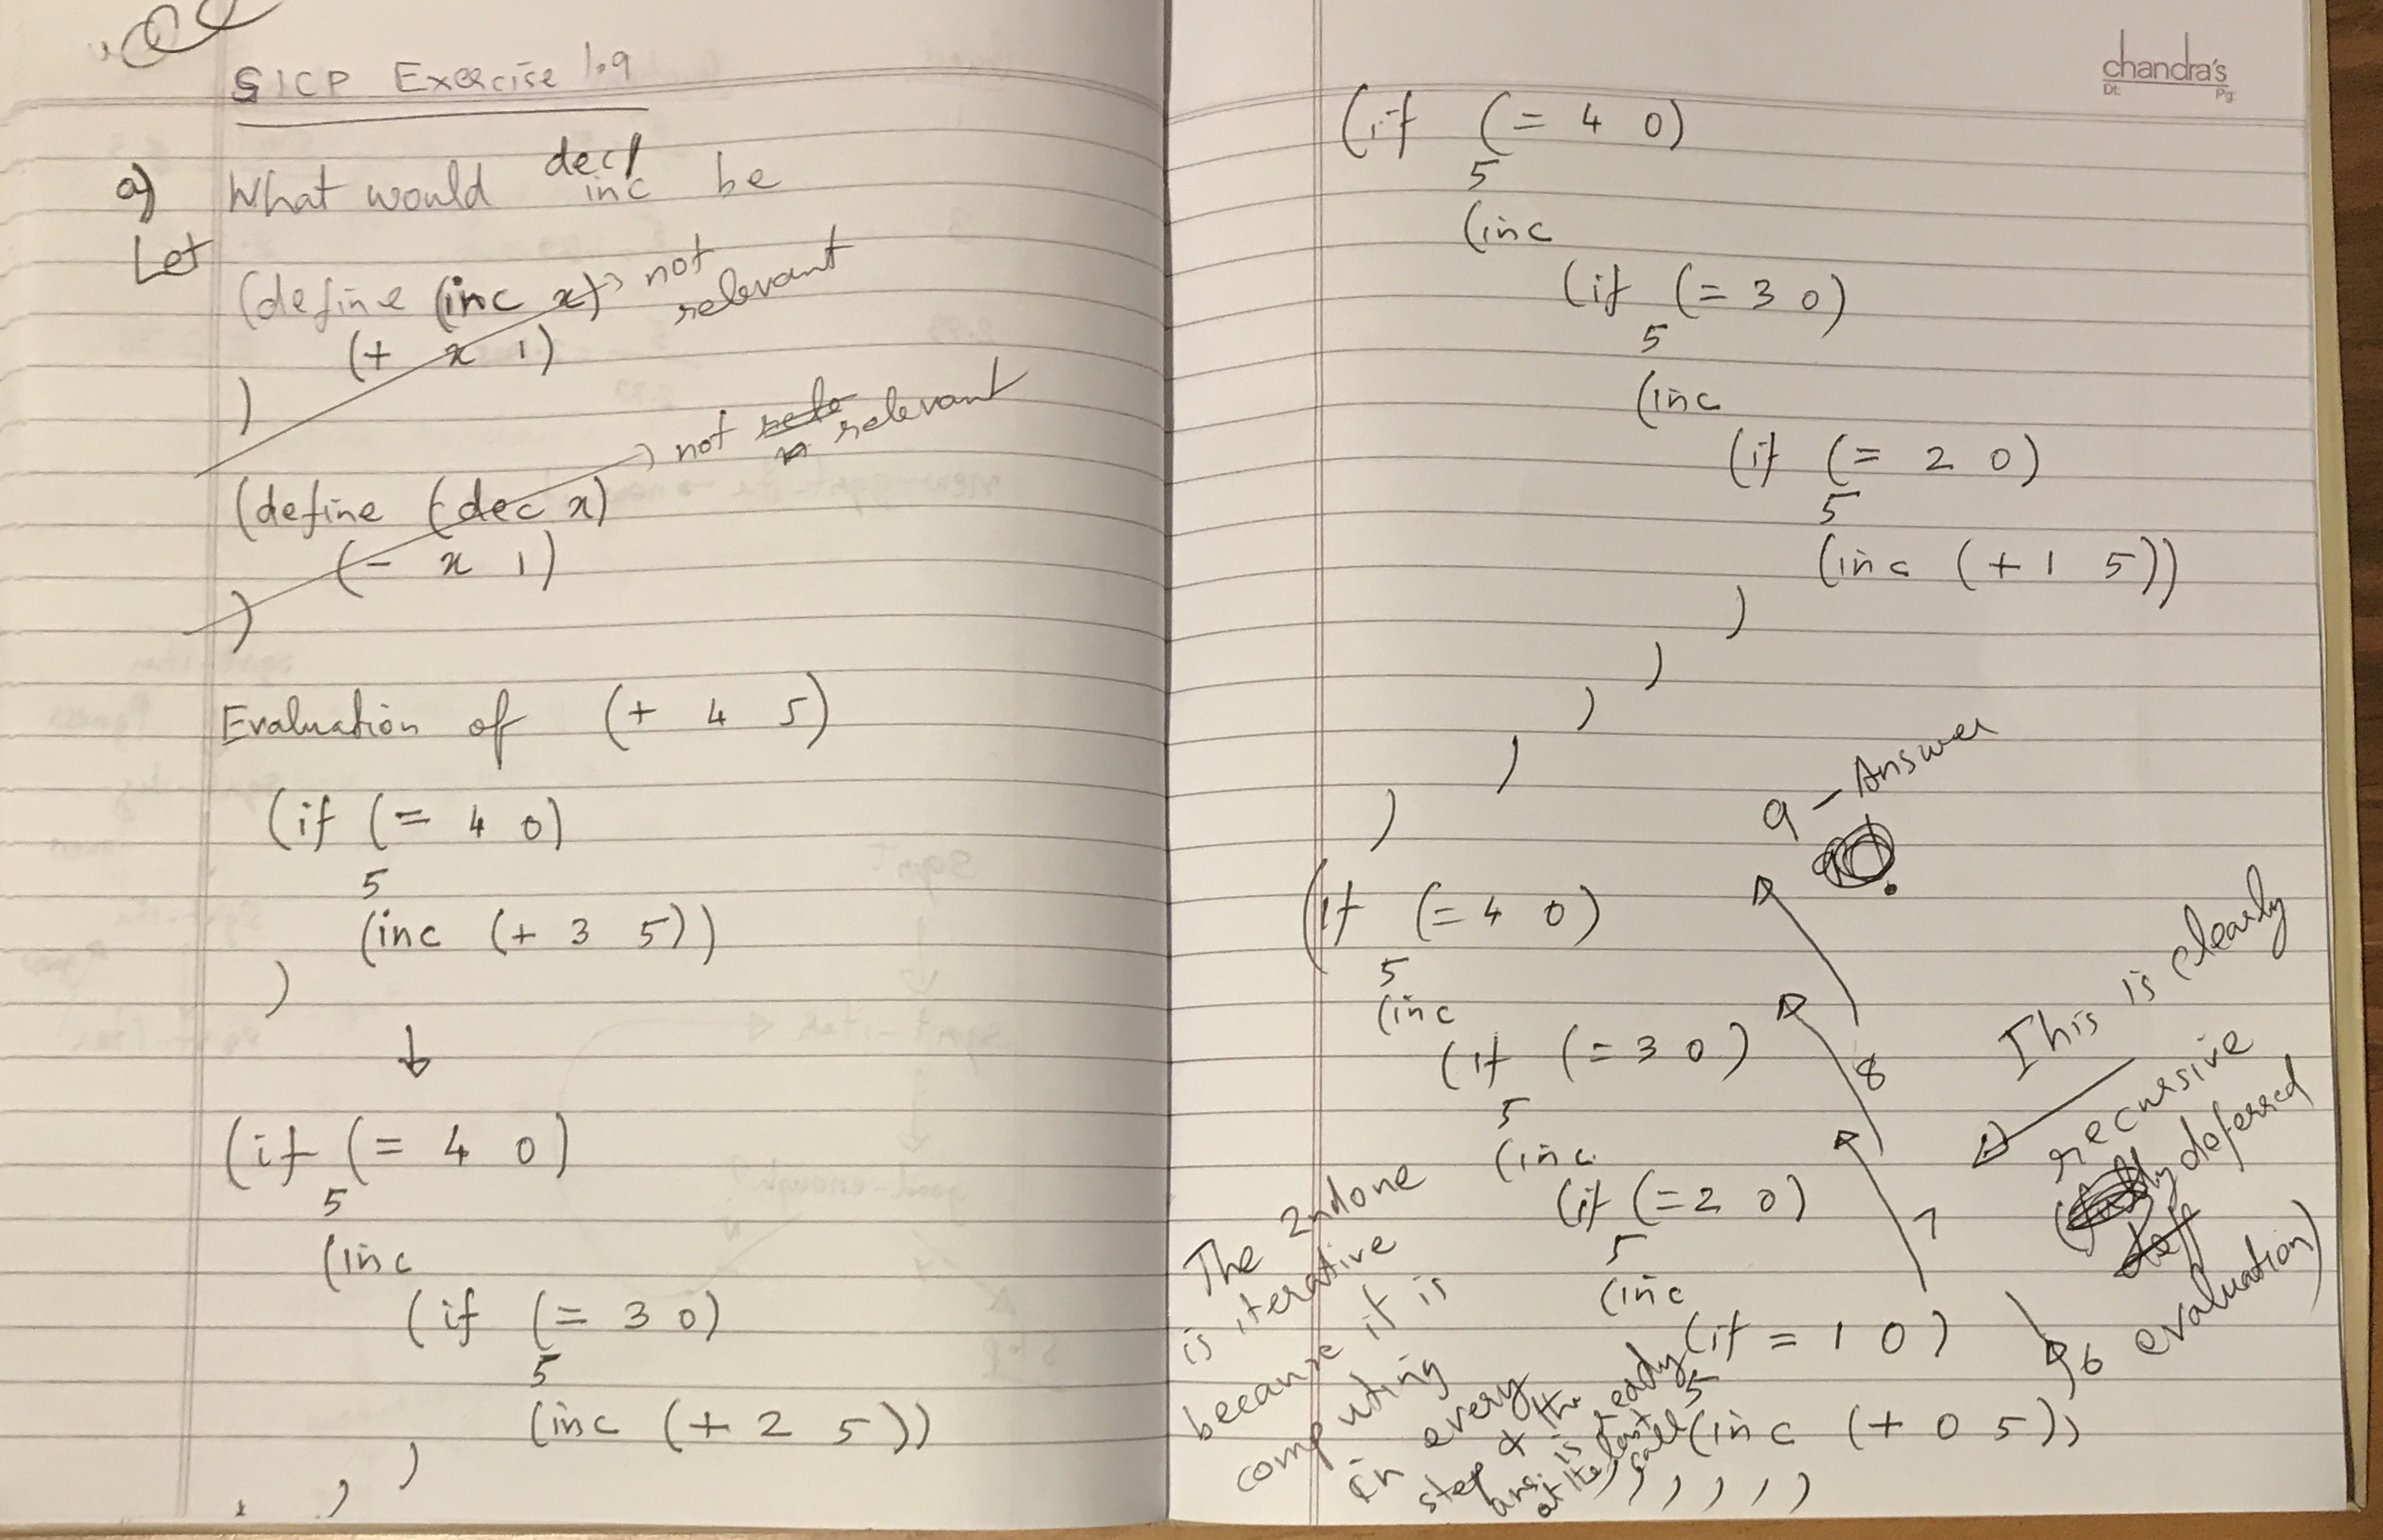 SICP Exercise 1.9
a) What would dec/inc be
Let
(define (inc x) → not relevant
(+ x 1)
)
(define (dec x) → not relevant
(- x 1)
)
Evaluation of (+ 4 5)
(if (= 4 0)
5
(inc (+ 3 5))
)
↓
(if (= 4 0)
5
(inc
(if (= 3 0)
5
(inc (+ 2 5))
)
)
chandra's
Dt:
Pg:
(if (= 4 0)
5
(inc
(if (= 3 0)
5
(inc
(if (= 2 0)
5
(inc (+ 1 5))
)
)
)
)
)
9 - Answer
(if (= 4 0)
5
(inc
(if (= 3 0)
8
5
(inc
(if (= 2 0)
7
5
(inc
(if = 1 0)
6
5
(inc (+ 0 5))
) ) ) ) ) )
This is clearly
recursive
( deferred
evaluation)
The 2nd one
is iterative
because it is
computing
in every
step & the
ans. is ready
at the last
call